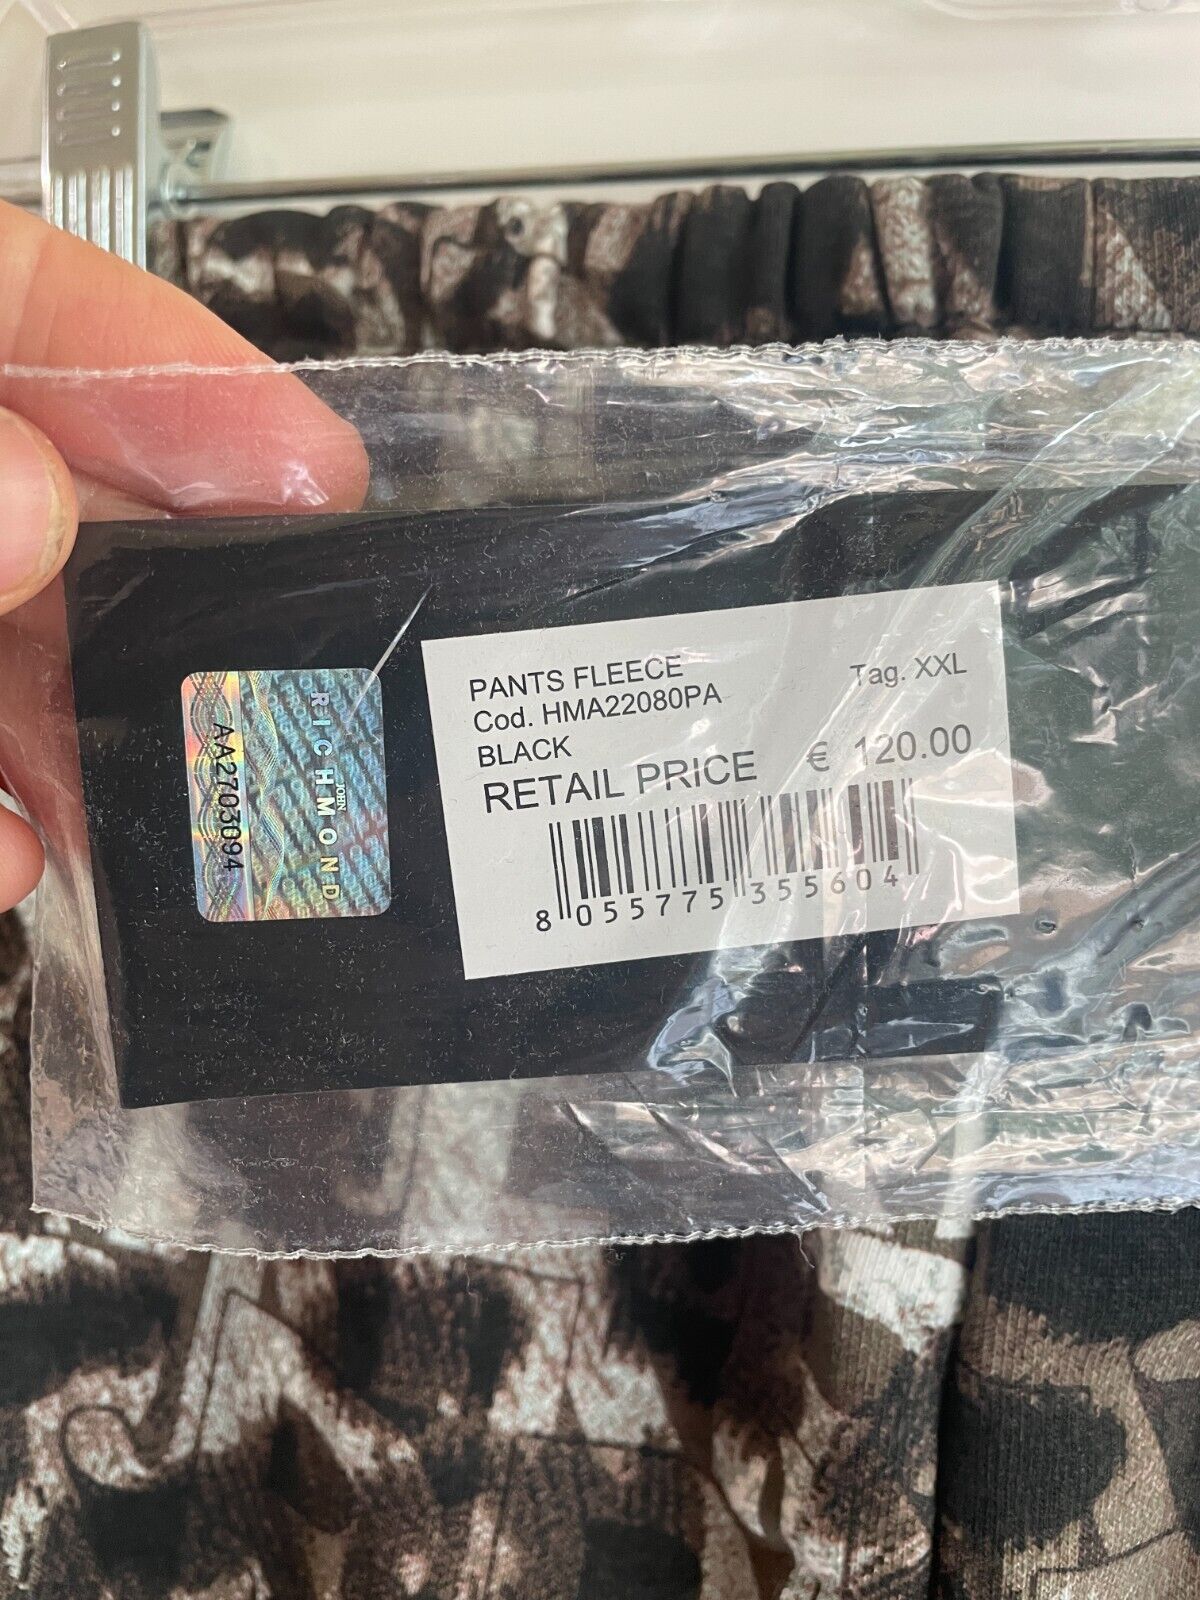 JOHN
RICHMOND
AA2703094
PANTS FLEECE Tag. XXL
Cod. HMA22080PA
BLACK
RETAIL PRICE € 120.00
8 055775 355604